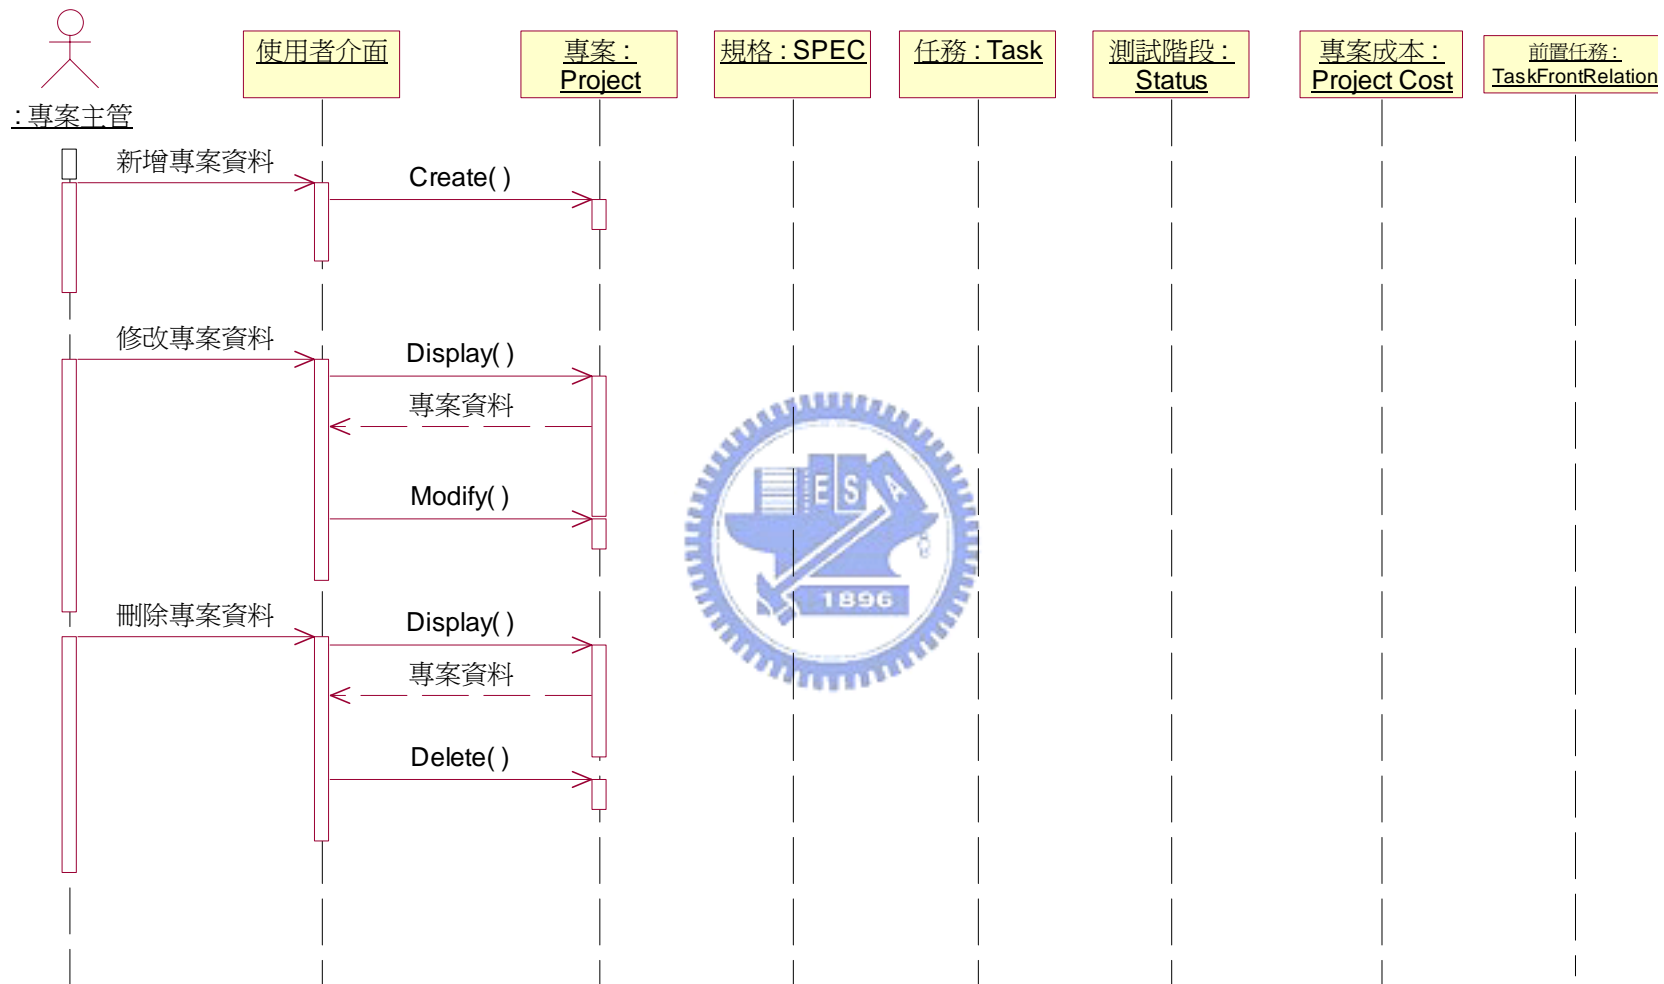 : 專案主管
使用者介面
專案 :
Project
規格 : SPEC
任務 : Task
測試階段 :
Status
專案成本 :
Project Cost
前置任務 :
TaskFrontRelation
新增專案資料
Create( )
修改專案資料
Display( )
專案資料
Modify( )
刪除專案資料
Display( )
專案資料
Delete( )
E S A
1896